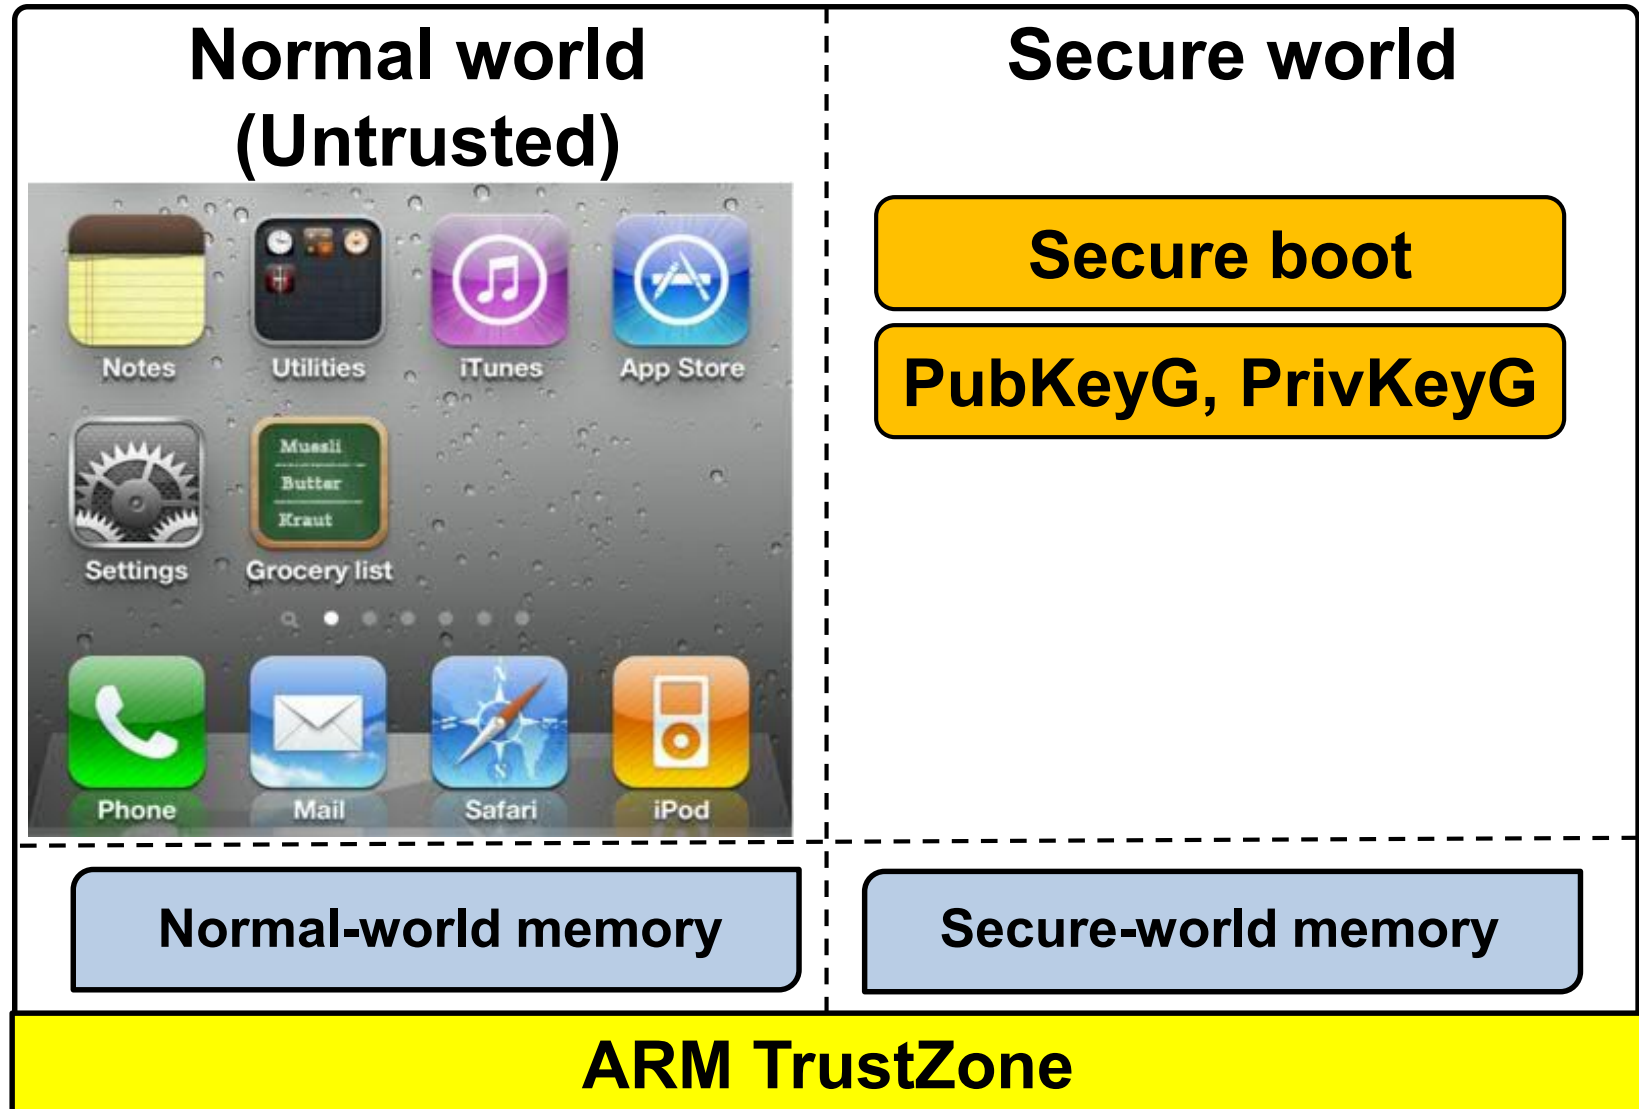 Normal world
(Untrusted)
Secure world
Notes
Utilities
iTunes
App Store
Muesli
Butter
Kraut
Settings
Grocery list
Phone
Mail
Safari
iPod
Secure boot
PubKeyG, PrivKeyG
Normal-world memory
Secure-world memory
ARM TrustZone